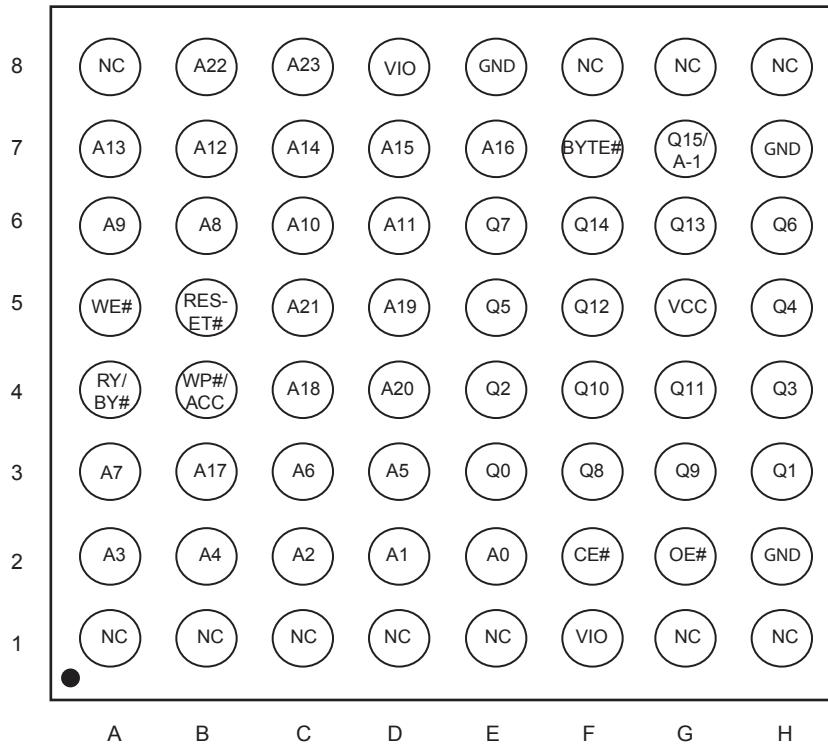 8 NC A22 A23 VIO GND NC NC NC
7 A13 A12 A14 A15 A16 BYTE# Q15/ A-1 GND
6 A9 A8 A10 A11 Q7 Q14 Q13 Q6
5 WE# RES- ET# A21 A19 Q5 Q12 VCC Q4
4 RY/ BY# WP#/ ACC A18 A20 Q2 Q10 Q11 Q3
3 A7 A17 A6 A5 Q0 Q8 Q9 Q1
2 A3 A4 A2 A1 A0 CE# OE# GND
1 NC NC NC NC NC VIO NC NC
A B C D E F G H